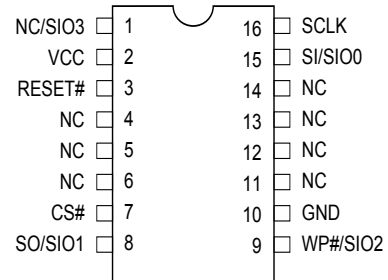 NC/SIO3 1 16 SCLK
VCC 2 15 SI/SIO0
RESET# 3 14 NC
NC 4 13 NC
NC 5 12 NC
NC 6 11 NC
CS# 7 10 GND
SO/SIO1 8 9 WP#/SIO2